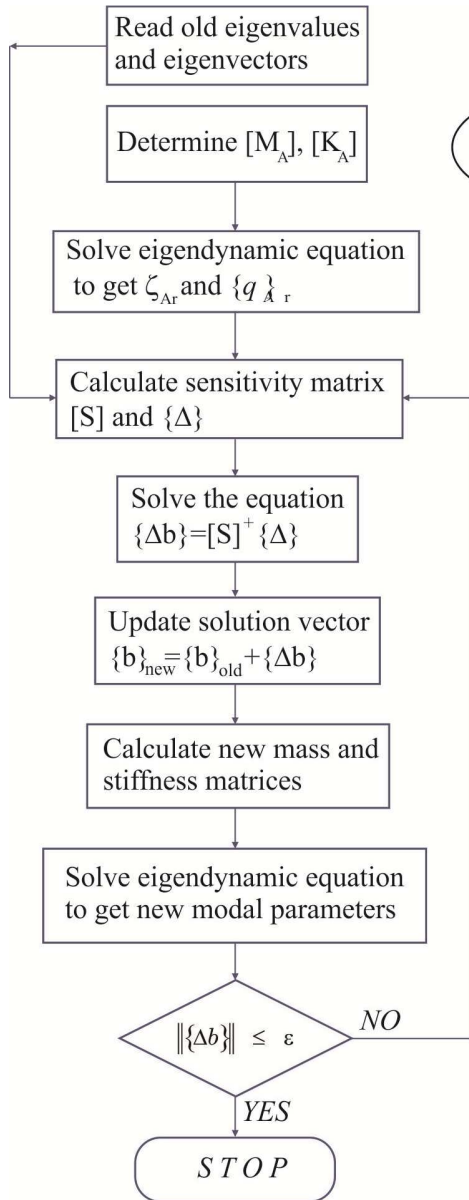 Read old eigenvalues
and eigenvectors
Determine [M_A], [K_A]
Solve eigendynamic equation
to get ζ_Ar and {q_A}_r
Calculate sensitivity matrix
[S] and {Δ}
Solve the equation
{Δb}=[S]⁺{Δ}
Update solution vector
{b}_new={b}_old+{Δb}
Calculate new mass and
stiffness matrices
Solve eigendynamic equation
to get new modal parameters
‖{Δb}‖ ≤ ε
NO
YES
STOP